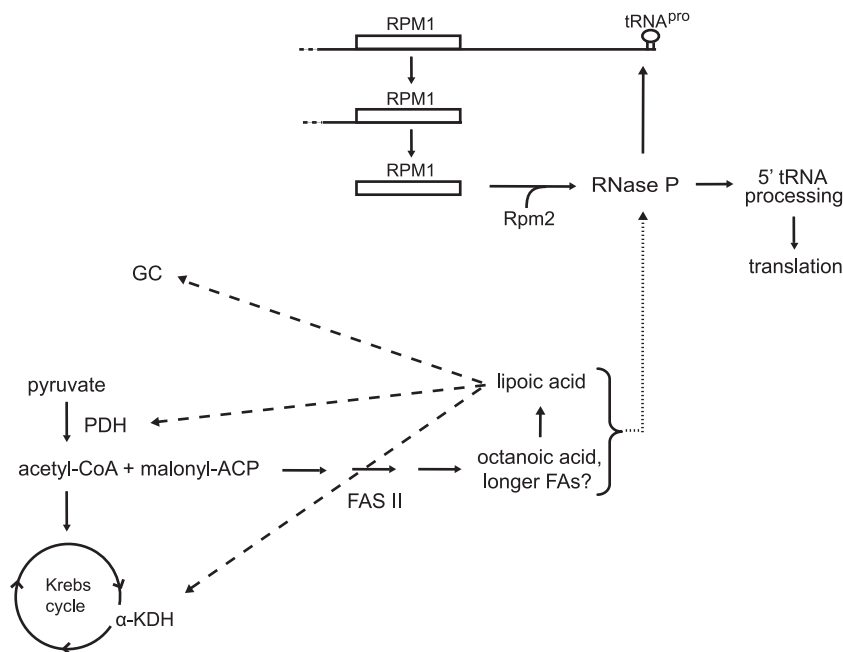 RPM1
tRNApro
RPM1
RPM1
RNase P
5’ tRNA
processing
Rpm2
translation
GC
lipoic acid
pyruvate
PDH
acetyl-CoA + malonyl-ACP
octanoic acid,
longer FAs?
FAS II
Krebs
cycle
α-KDH